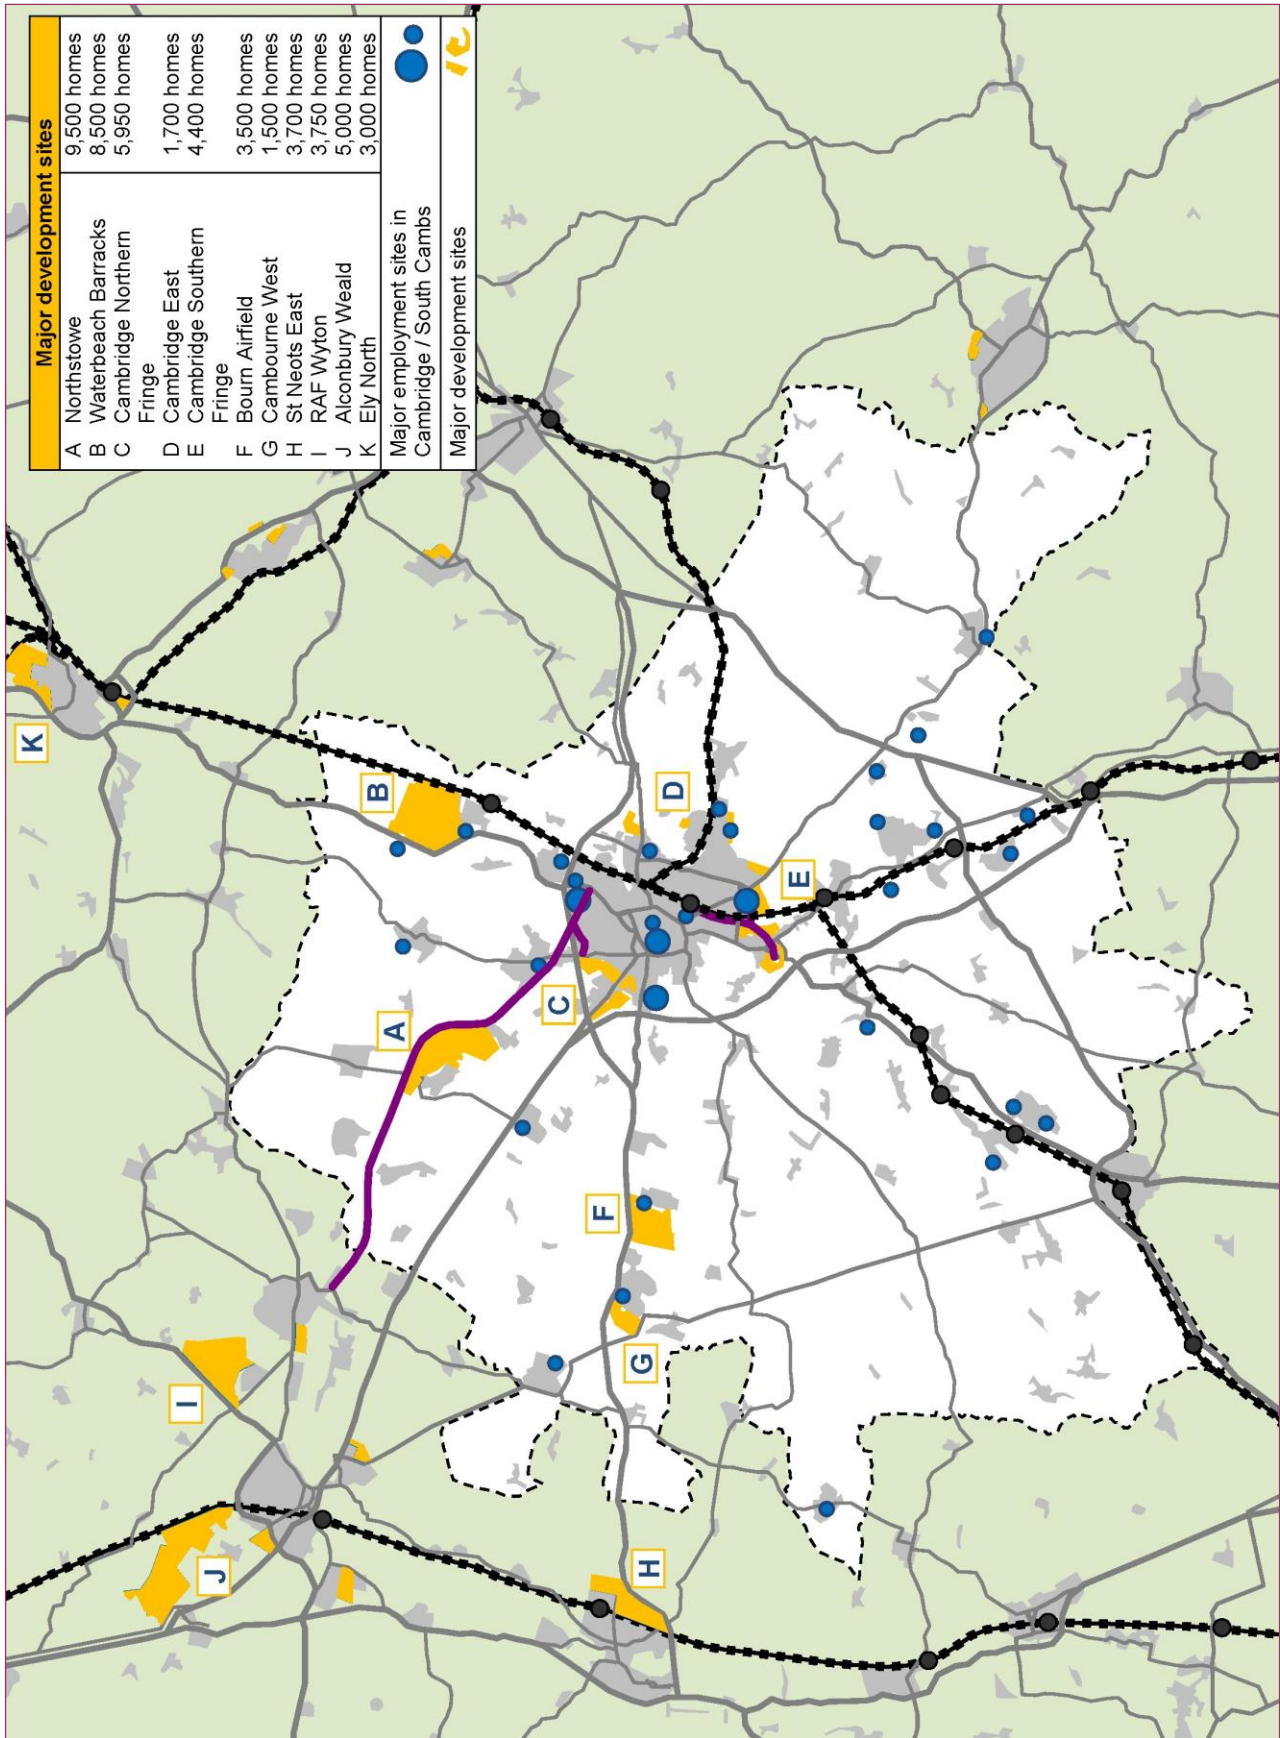 Major development sites
A Northstowe 9,500 homes
B Waterbeach Barracks 8,500 homes
C Cambridge Northern 5,950 homes
Fringe
D Cambridge East 1,700 homes
E Cambridge Southern 4,400 homes
Fringe
F Bourn Airfield 3,500 homes
G Cambourne West 1,500 homes
H St Neots East 3,700 homes
I RAF Wyton 3,750 homes
J Alconbury Weald 5,000 homes
K Ely North 3,000 homes
Major employment sites in
Cambridge / South Cambs
Major development sites
K
B
I
J
A
C
D
F
G
E
H